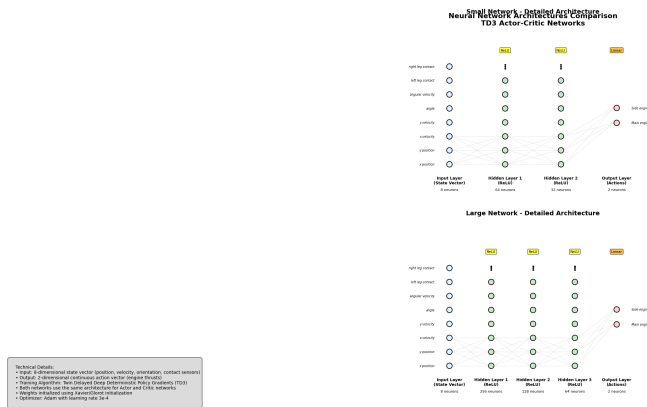 Small Network - Detailed Architecture
Neural Network Architectures Comparison
TD3 Actor-Critic Networks
ReLU ReLU Linear
right leg contact
left leg contact
angular velocity
angle
y velocity
x velocity
y position
x position
Side engi
Main engi
Input Layer (State Vector) Hidden Layer 1 (ReLU) Hidden Layer 2 (ReLU) Output Layer (Actions)
8 neurons 64 neurons 32 neurons 2 neurons
Large Network - Detailed Architecture
ReLU ReLU ReLU Linear
right leg contact
left leg contact
angular velocity
angle
y velocity
x velocity
y position
x position
Side engi
Main engi
Input Layer (State Vector) Hidden Layer 1 (ReLU) Hidden Layer 2 (ReLU) Hidden Layer 3 (ReLU) Output Layer (Actions)
8 neurons 256 neurons 128 neurons 64 neurons 2 neurons
Technical Details:
• Input: 8-dimensional state vector (position, velocity, orientation, contact sensors)
• Output: 2-dimensional continuous action vector (engine thrusts)
• Training Algorithm: Twin Delayed Deep Deterministic Policy Gradients (TD3)
• Both networks use the same architecture for Actor and Critic networks
• Weights initialized using Xavier/Glorot initialization
• Optimizer: Adam with learning rate 3e-4